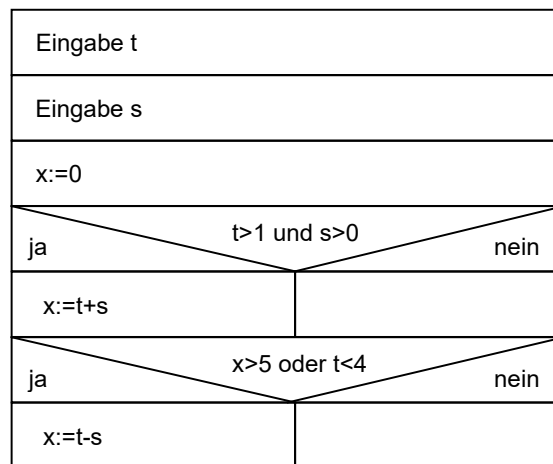 Eingabe t
Eingabe s
x:=0
t>1 und s>0
ja nein
x:=t+s
x>5 oder t<4
ja nein
x:=t-s